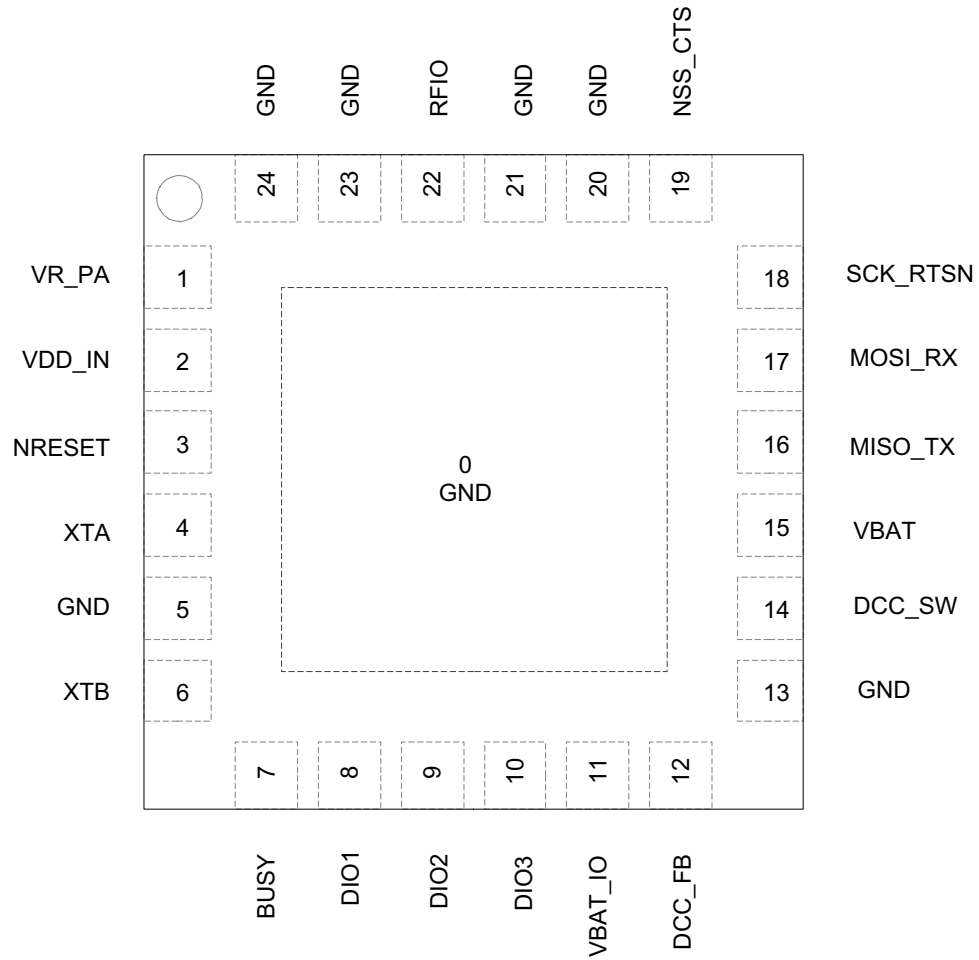 GND
GND
RFIO
GND
GND
NSS_CTS
24
23
22
21
20
19
VR_PA 1
18 SCK_RTSN
VDD_IN 2
17 MOSI_RX
NRESET 3
16 MISO_TX
0
GND
XTA 4
15 VBAT
GND 5
14 DCC_SW
XTB 6
13 GND
7
8
9
10
11
12
BUSY
DIO1
DIO2
DIO3
VBAT_IO
DCC_FB